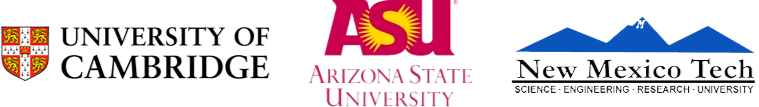 UNIVERSITY OF
CAMBRIDGE
ASU
ARIZONA STATE
UNIVERSITY
New Mexico Tech
SCIENCE · ENGINEERING · RESEARCH · UNIVERSITY